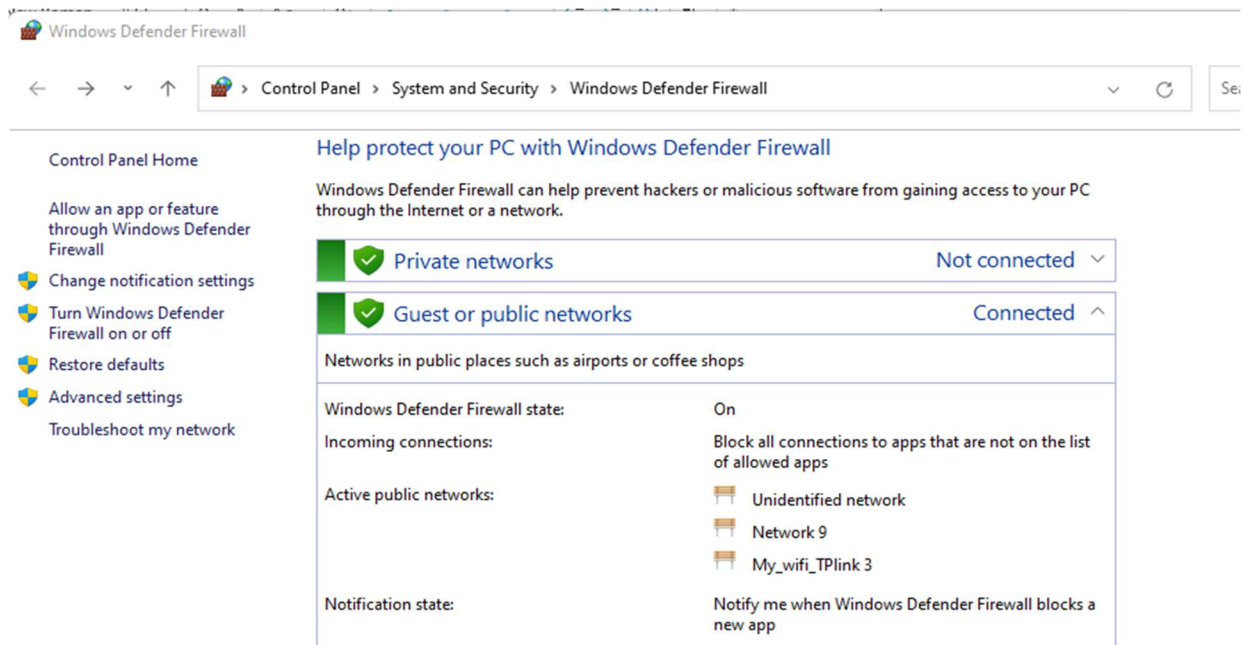 Windows Defender Firewall
Control Panel > System and Security > Windows Defender Firewall
Control Panel Home
Allow an app or feature
through Windows Defender
Firewall
Change notification settings
Turn Windows Defender
Firewall on or off
Restore defaults
Advanced settings
Troubleshoot my network
Help protect your PC with Windows Defender Firewall
Windows Defender Firewall can help prevent hackers or malicious software from gaining access to your PC
through the Internet or a network.
Private networks Not connected
Guest or public networks Connected
Networks in public places such as airports or coffee shops
Windows Defender Firewall state: On
Incoming connections: Block all connections to apps that are not on the list
of allowed apps
Active public networks: Unidentified network
Network 9
My_wifi_TPlink 3
Notification state: Notify me when Windows Defender Firewall blocks a
new app